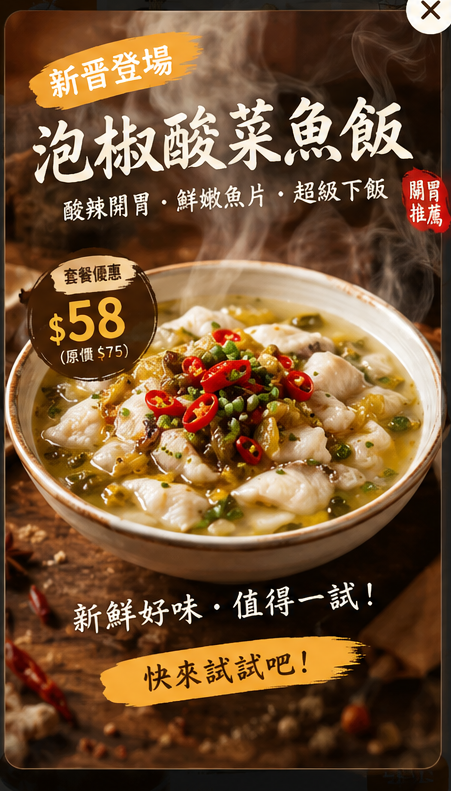 新晋登場
泡椒酸菜魚飯
酸辣開胃·鮮嫩魚片·超級下飯
開胃
推薦
套餐優惠
$58
(原價 $75)
新鮮好味·值得一試!
快來試試吧!